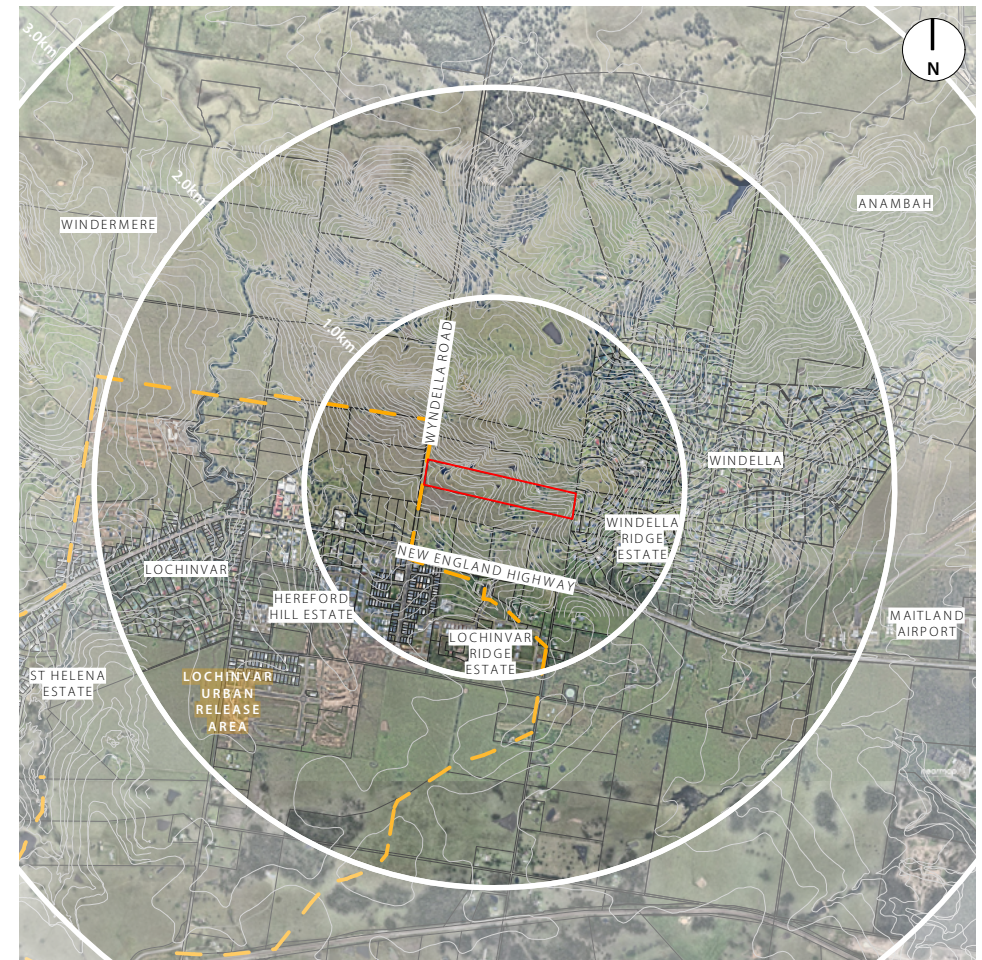 3.0km
N
2.0km
WINDERMERE
ANAMBAH
1.0km
WYNDELLA ROAD
WINDELLA
WINDELLA
RIDGE
ESTATE
NEW ENGLAND HIGHWAY
LOCHINVAR
HEREFORD
HILL ESTATE
MAITLAND
AIRPORT
LOCHINVAR
RIDGE
ESTATE
ST HELENA
ESTATE
LOCHINVAR
URBAN
RELEASE
AREA
nearmap